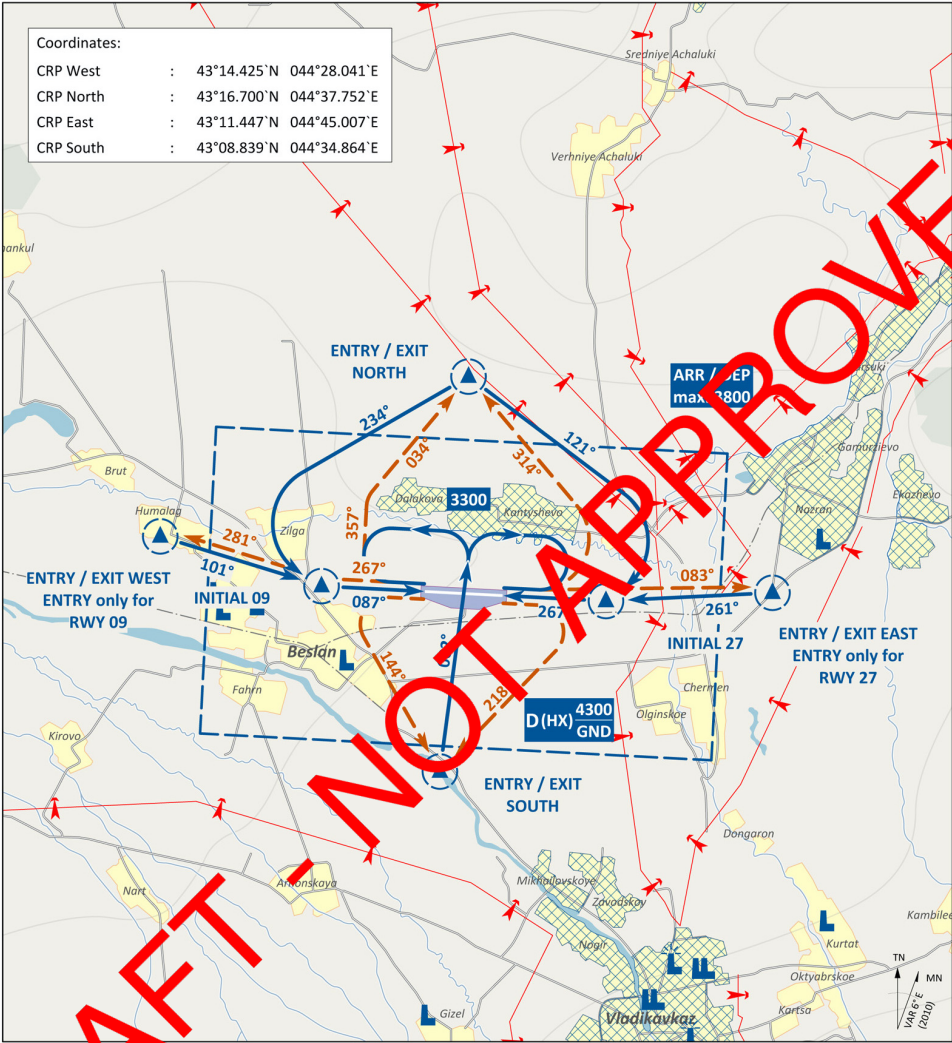 Coordinates:
CRP West : 43°14.425`N 044°28.041`E
CRP North : 43°16.700`N 044°37.752`E
CRP East : 43°11.447`N 044°45.007`E
CRP South : 43°08.839`N 044°34.864`E
Sredniye Achaluki
Verhniye Achaluki
ENTRY / EXIT
NORTH
ARR / DEP
max. 3800
234°
034°
314°
121°
Gamurzievo
Brut
Dalakova
3300
Kantyshevo
Nazran
Ekazhevo
357°
Humalag
Zilga
281°
101°
267°
083°
ENTRY / EXIT WEST
ENTRY only for
RWY 09
INITIAL 09
087°
267
261°
INITIAL 27
ENTRY / EXIT EAST
ENTRY only for
RWY 27
Beslan
144°
218
Fahrn
Chermen
Olginskoe
D (HX) 4300
GND
Kirovo
ENTRY / EXIT
SOUTH
Dongaron
Nart
Mikhailovskoye
Zavodskoy
Nogir
Kurtat
Oktyabrskoe
TN
MN
VAR 6° E
(2010)
Gizel
Vladikavkaz
Kartsa
AFT - NOT APPROVE